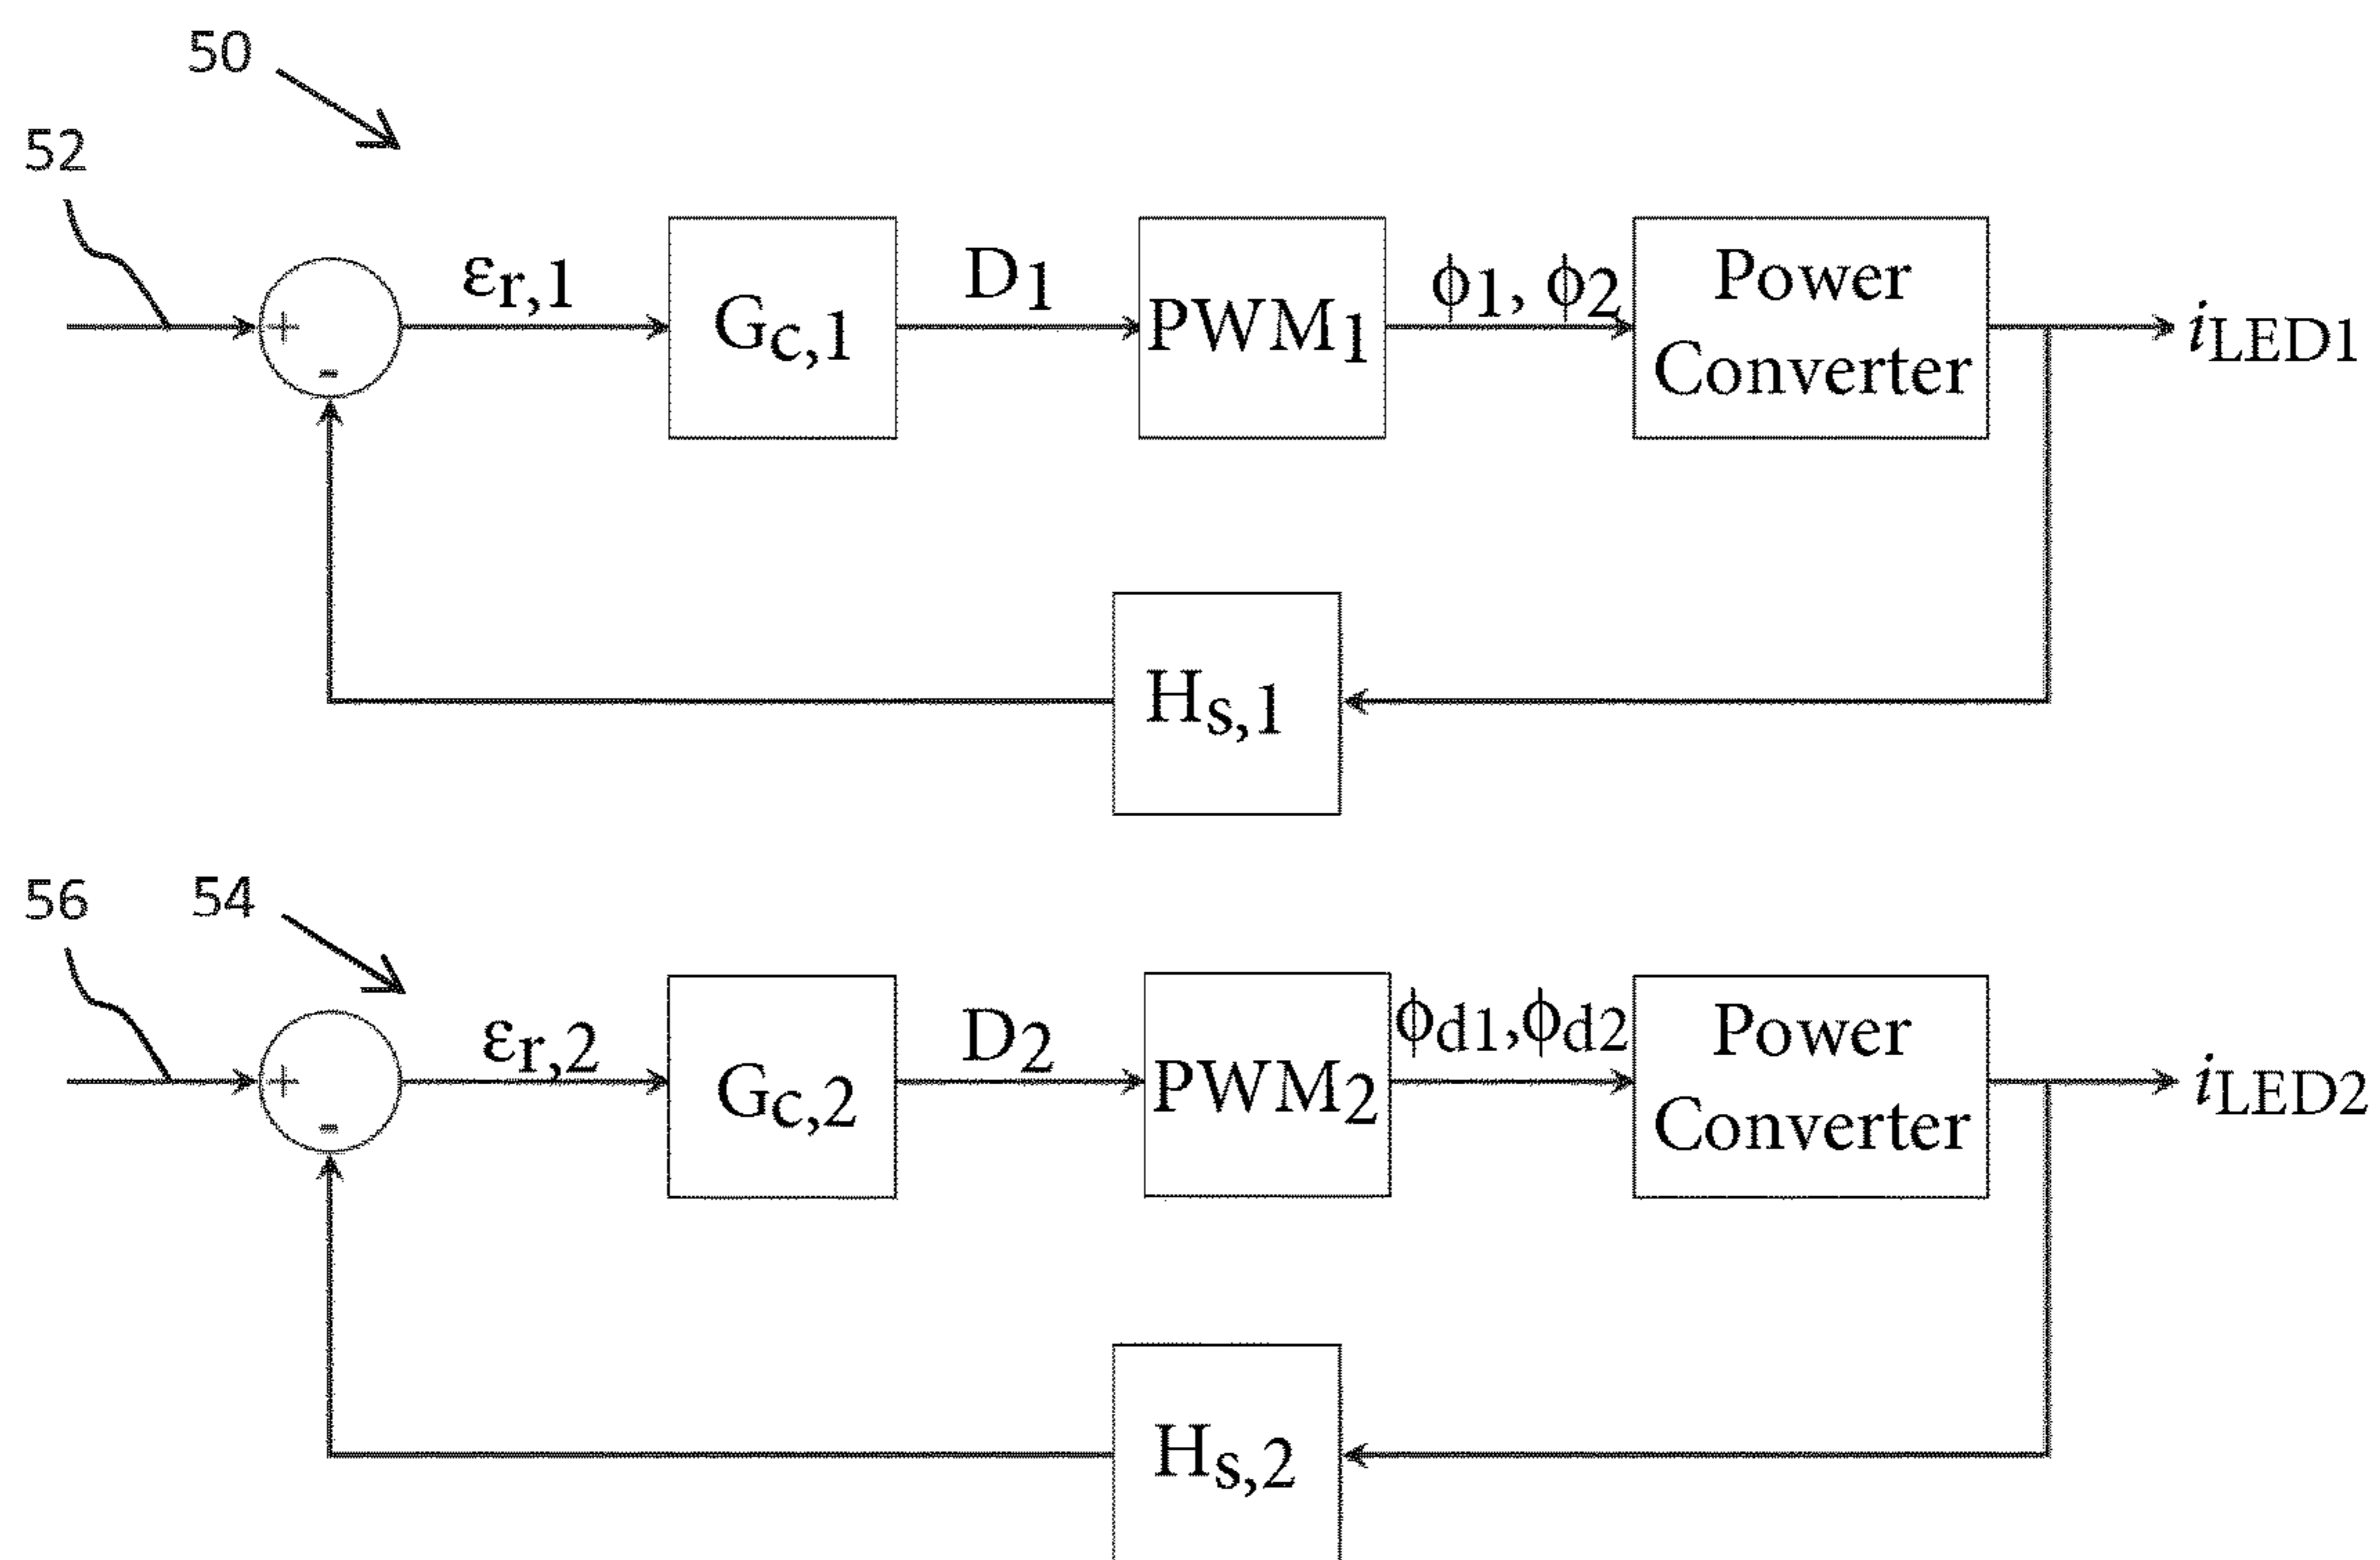 50
52
εr,1
Gc,1
D1
PWM1
ϕ1, ϕ2
Power
Converter
iLED1
+
-
Hs,1
56
54
εr,2
Gc,2
D2
PWM2
ϕd1,ϕd2
Power
Converter
iLED2
+
-
Hs,2